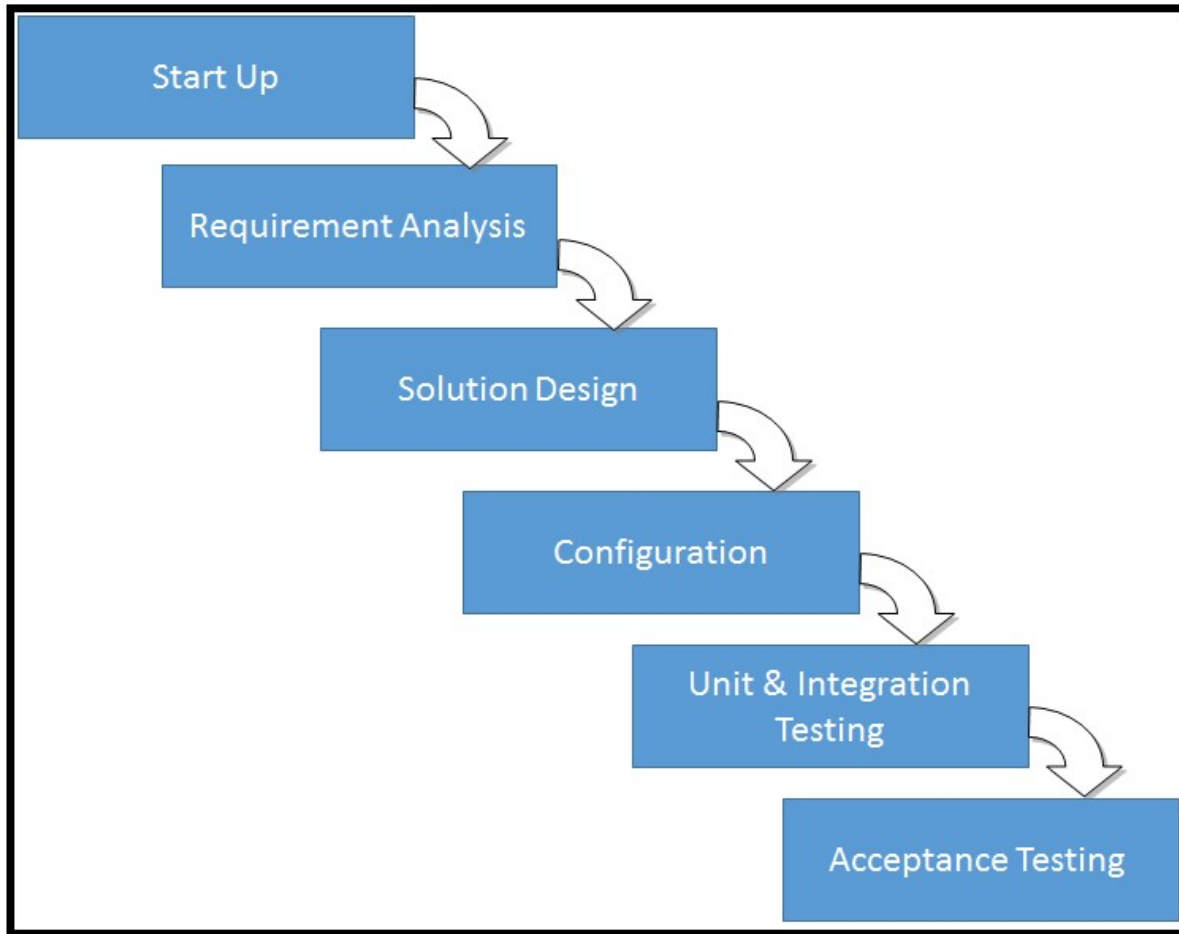 Start Up
Requirement Analysis
Solution Design
Configuration
Unit & Integration
Testing
Acceptance Testing